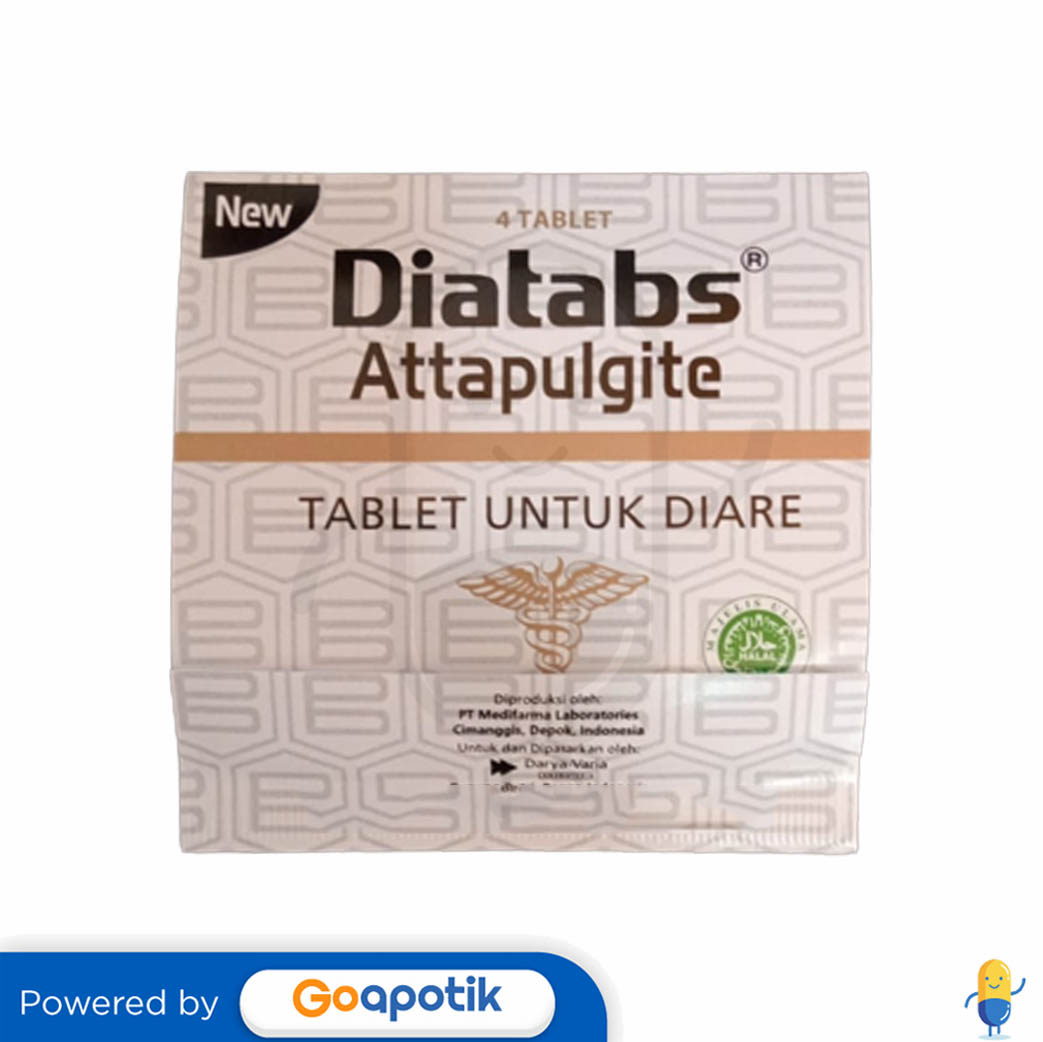 New
4 TABLET
Diatabs®
Attapulgite
TABLET UNTUK DIARE
MAJELIS ULAMA
HALAL
Diproduksi oleh:
PT Medifarma Laboratories
Cimanggis, Depok, Indonesia
Untuk dan Dipasarkan oleh:
Darya-Varia
Powered by Goapotik